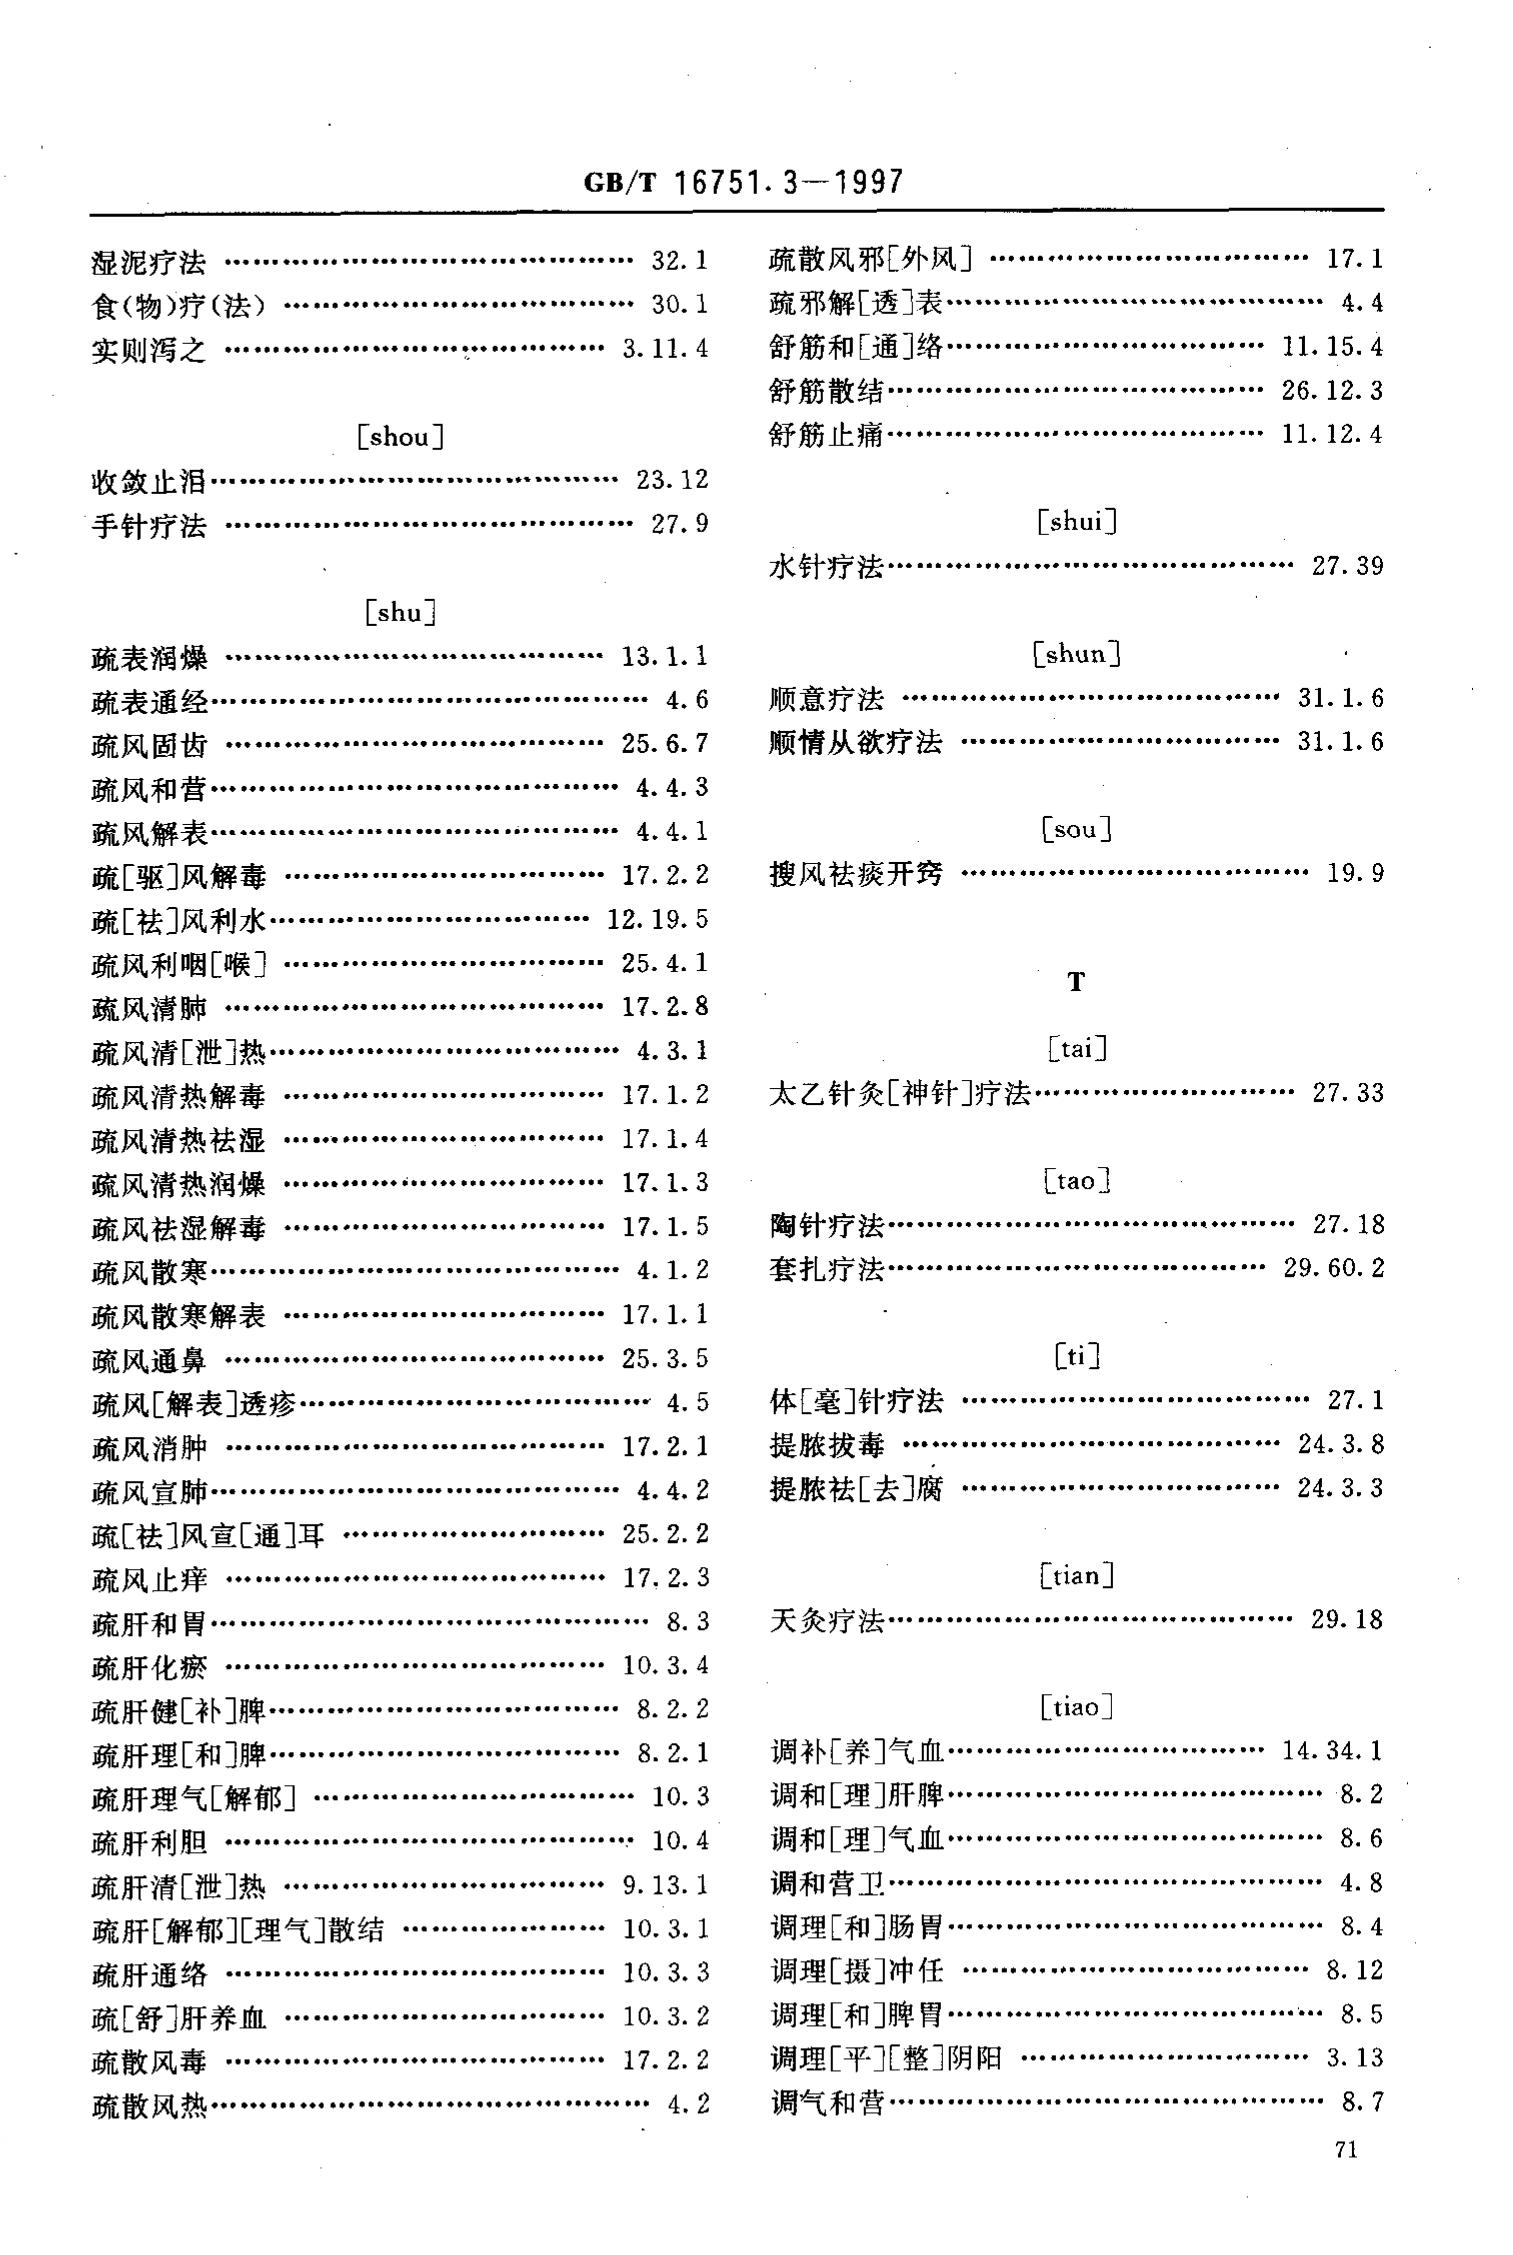 GB/T 16751.3—1997
湿泥疗法 …… 32.1
食(物)疗(法) …… 30.1
实则泻之 …… 3.11.4
[shou]
收敛止泪…… 23.12
手针疗法 …… 27.9
[shu]
疏表润燥 …… 13.1.1
疏表通经…… 4.6
疏风固齿 …… 25.6.7
疏风和营…… 4.4.3
疏风解表…… 4.4.1
疏[驱]风解毒 …… 17.2.2
疏[祛]风利水…… 12.19.5
疏风利咽[喉] …… 25.4.1
疏风清肺 …… 17.2.8
疏风清[泄]热…… 4.3.1
疏风清热解毒 …… 17.1.2
疏风清热祛湿 …… 17.1.4
疏风清热润燥 …… 17.1.3
疏风祛湿解毒 …… 17.1.5
疏风散寒…… 4.1.2
疏风散寒解表 …… 17.1.1
疏风通鼻 …… 25.3.5
疏风[解表]透疹…… 4.5
疏风消肿 …… 17.2.1
疏风宣肺…… 4.4.2
疏[祛]风宣[通]耳 …… 25.2.2
疏风止痒 …… 17.2.3
疏肝和胃…… 8.3
疏肝化瘀 …… 10.3.4
疏肝健[补]脾…… 8.2.2
疏肝理[和]脾…… 8.2.1
疏肝理气[解郁] …… 10.3
疏肝利胆 …… 10.4
疏肝清[泄]热 …… 9.13.1
疏肝[解郁][理气]散结 …… 10.3.1
疏肝通络 …… 10.3.3
疏[舒]肝养血 …… 10.3.2
疏散风毒 …… 17.2.2
疏散风热…… 4.2
疏散风邪[外风] …… 17.1
疏邪解[透]表…… 4.4
舒筋和[通]络…… 11.15.4
舒筋散结…… 26.12.3
舒筋止痛…… 11.12.4
[shui]
水针疗法…… 27.39
[shun]
顺意疗法 …… 31.1.6
顺情从欲疗法 …… 31.1.6
[sou]
搜风祛痰开窍 …… 19.9
T
[tai]
太乙针灸[神针]疗法…… 27.33
[tao]
陶针疗法…… 27.18
套扎疗法…… 29.60.2
[ti]
体[毫]针疗法 …… 27.1
提脓拔毒 …… 24.3.8
提脓祛[去]腐 …… 24.3.3
[tian]
天灸疗法…… 29.18
[tiao]
调补[养]气血…… 14.34.1
调和[理]肝脾…… 8.2
调和[理]气血…… 8.6
调和营卫…… 4.8
调理[和]肠胃…… 8.4
调理[摄]冲任 …… 8.12
调理[和]脾胃…… 8.5
调理[平][整]阴阳 …… 3.13
调气和营…… 8.7
71